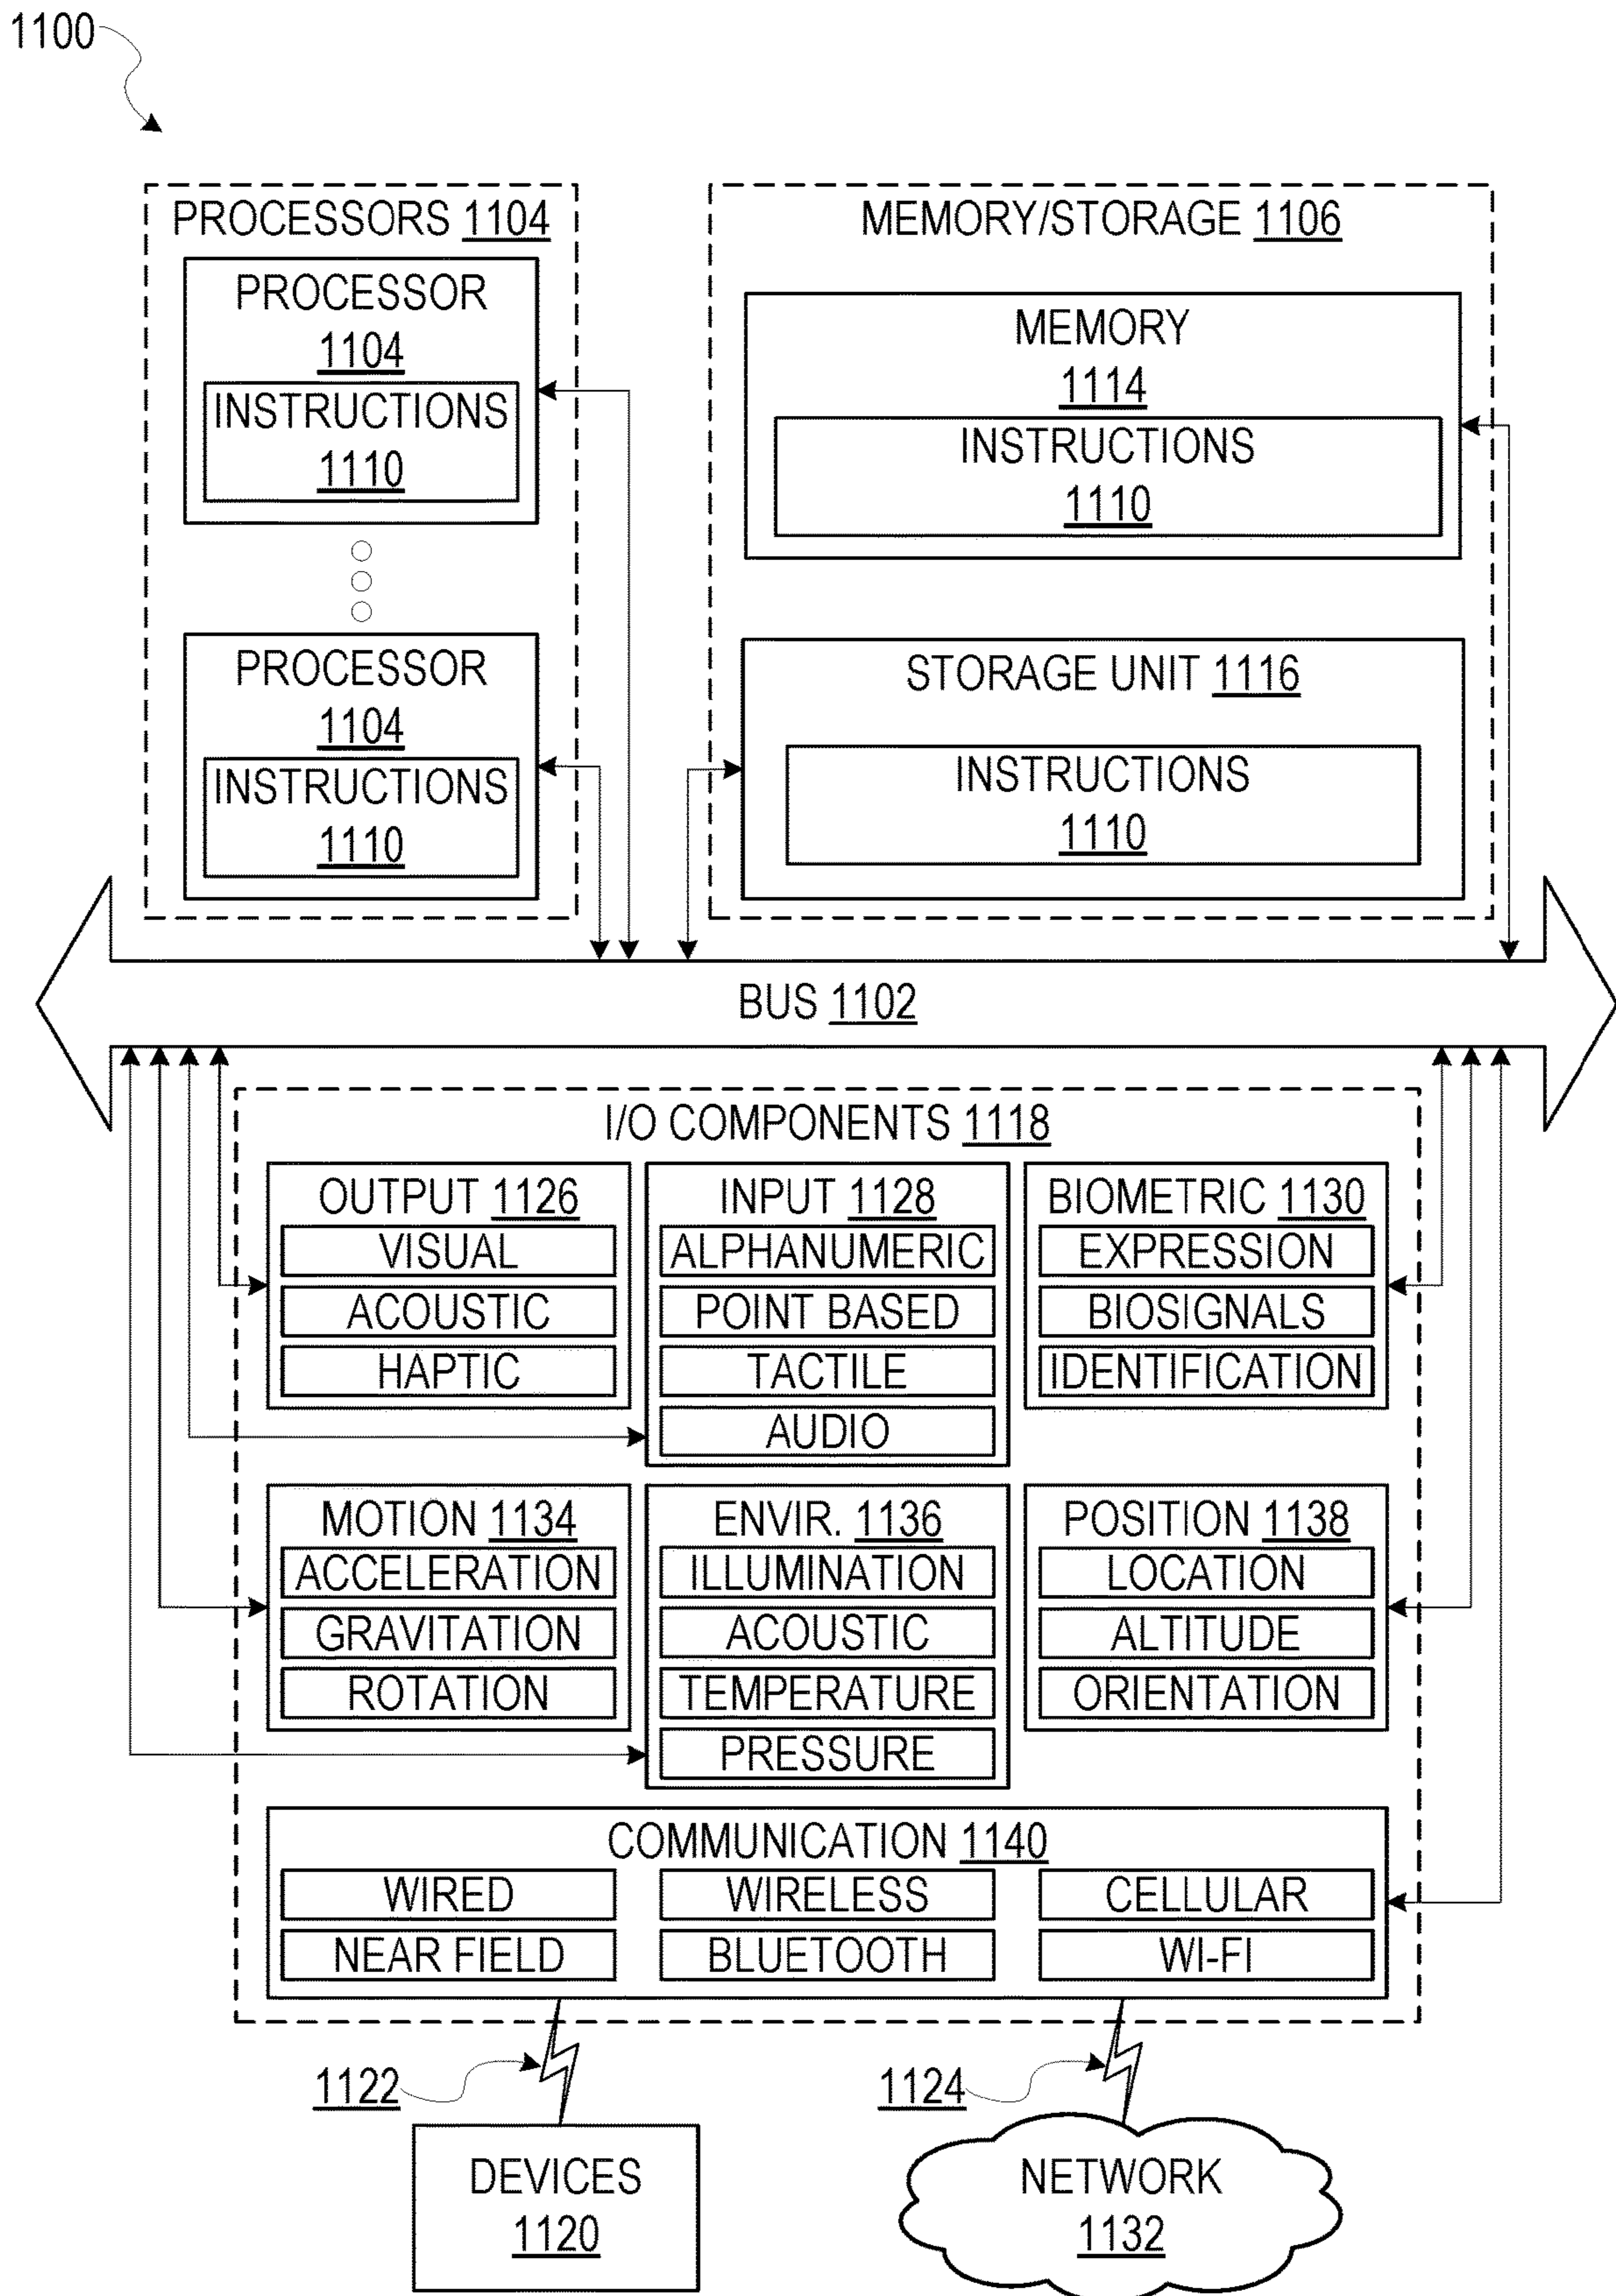 1100
PROCESSORS 1104
PROCESSOR
1104
INSTRUCTIONS
1110
PROCESSOR
1104
INSTRUCTIONS
1110
MEMORY/STORAGE 1106
MEMORY
1114
INSTRUCTIONS
1110
STORAGE UNIT 1116
INSTRUCTIONS
1110
BUS 1102
I/O COMPONENTS 1118
OUTPUT 1126
VISUAL
ACOUSTIC
HAPTIC
INPUT 1128
ALPHANUMERIC
POINT BASED
TACTILE
AUDIO
BIOMETRIC 1130
EXPRESSION
BIOSIGNALS
IDENTIFICATION
MOTION 1134
ACCELERATION
GRAVITATION
ROTATION
ENVIR. 1136
ILLUMINATION
ACOUSTIC
TEMPERATURE
PRESSURE
POSITION 1138
LOCATION
ALTITUDE
ORIENTATION
COMMUNICATION 1140
WIRED
WIRELESS
CELLULAR
NEAR FIELD
BLUETOOTH
WI-FI
1122
1124
DEVICES
1120
NETWORK
1132